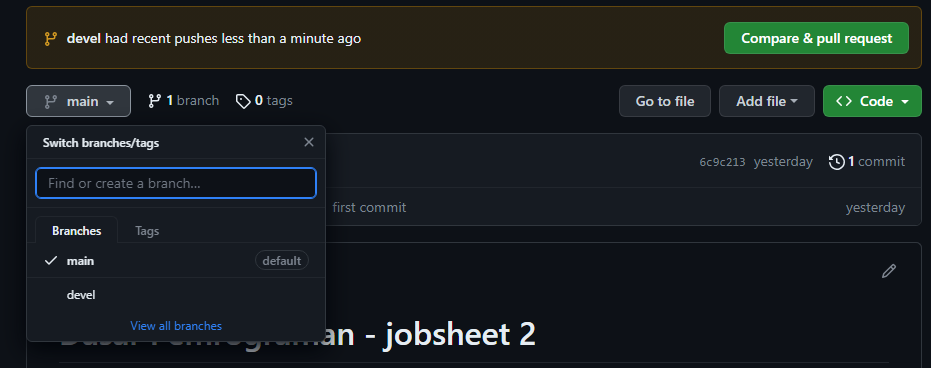 devel had recent pushes less than a minute ago
Compare & pull request
main
1 branch
0 tags
Go to file
Add file
Code
Switch branches/tags
Find or create a branch...
6c9c213 yesterday
1 commit
first commit
yesterday
Branches
Tags
main
default
devel
View all branches
- jobsheet 2